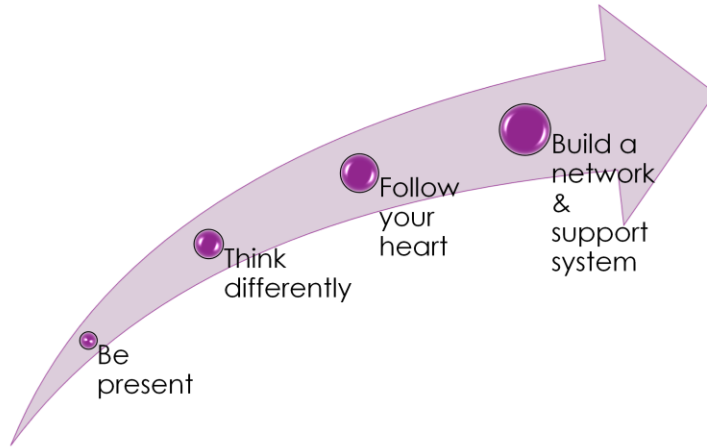 Be
present
Think
differently
Follow
your
heart
Build a
network
&
support
system